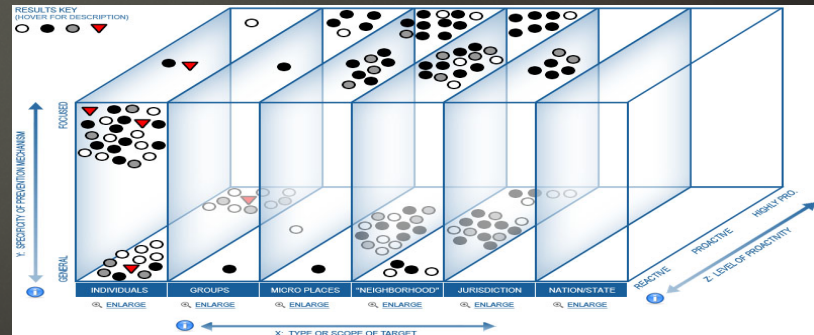 RESULTS KEY
(HOVER FOR DESCRIPTION)
FOCUSED
Y: SPECIFICITY OF PREVENTION MECHANISM
GENERAL
HIGHLY PRO.
PROACTIVE
REACTIVE
Z: LEVEL OF PROACTIVITY
INDIVIDUALS GROUPS MICRO PLACES "NEIGHBORHOOD" JURISDICTION NATION/STATE
ENLARGE ENLARGE ENLARGE ENLARGE ENLARGE ENLARGE
X: TYPE OR SCOPE OF TARGET